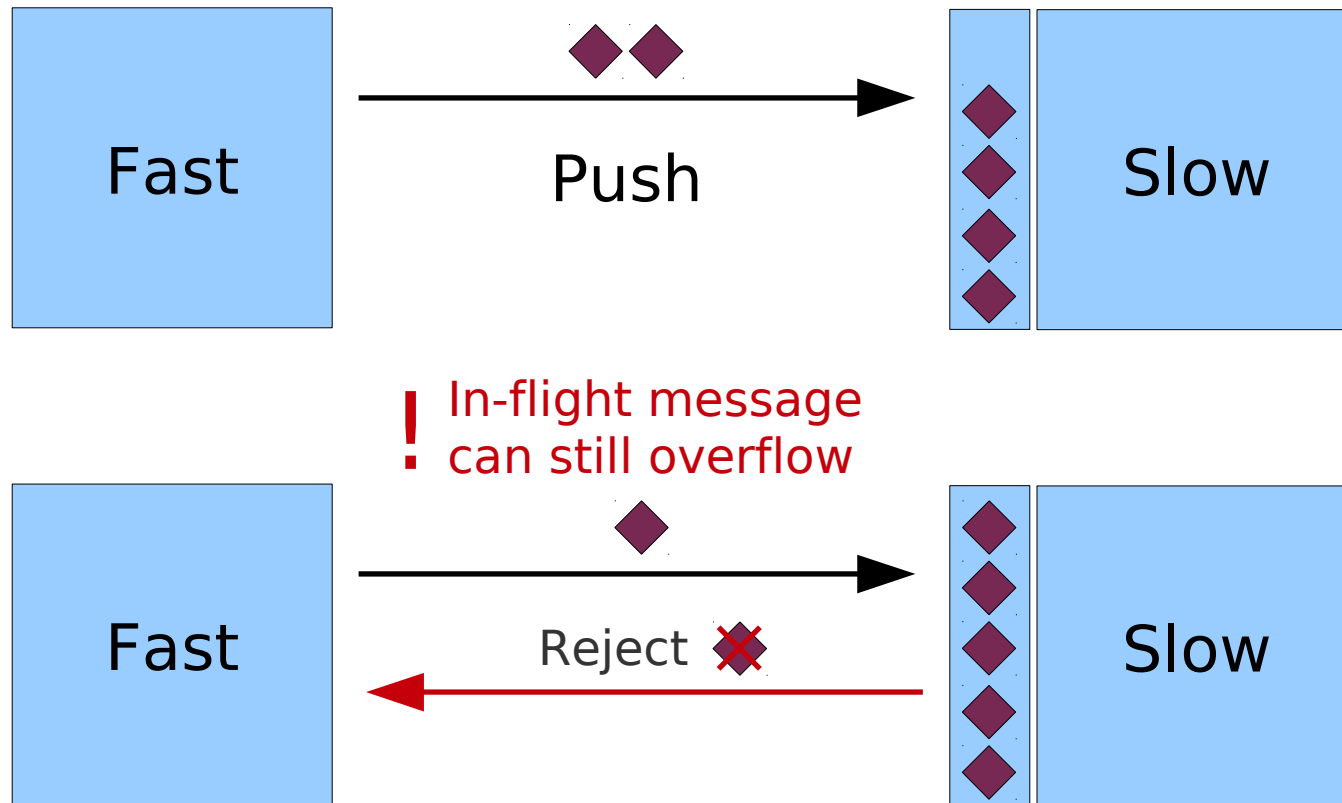 Fast
Push
Slow
! In-flight message
can still overflow
Fast
Reject
Slow